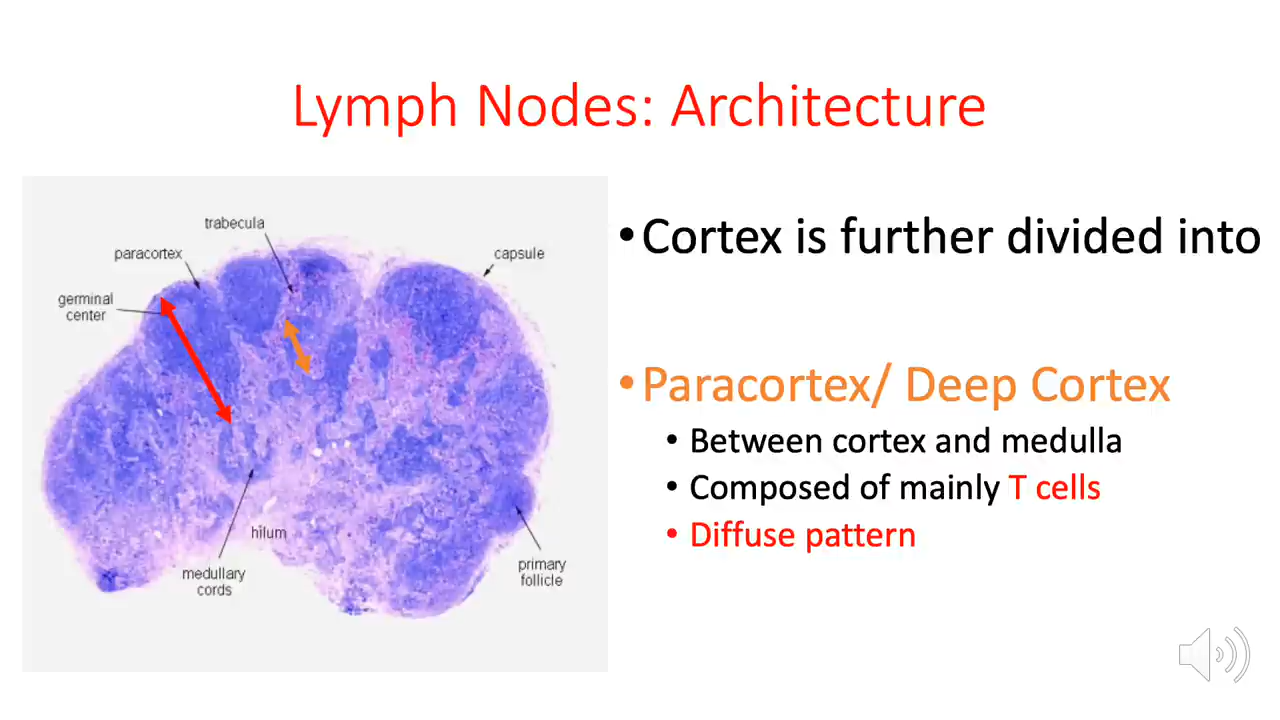 Lymph Nodes: Architecture
trabecula
paracortex
capsule
germinal
center
hilum
medullary
cords
primary
follicle
•Cortex is further divided into
•Paracortex/ Deep Cortex
• Between cortex and medulla
• Composed of mainly T cells
• Diffuse pattern